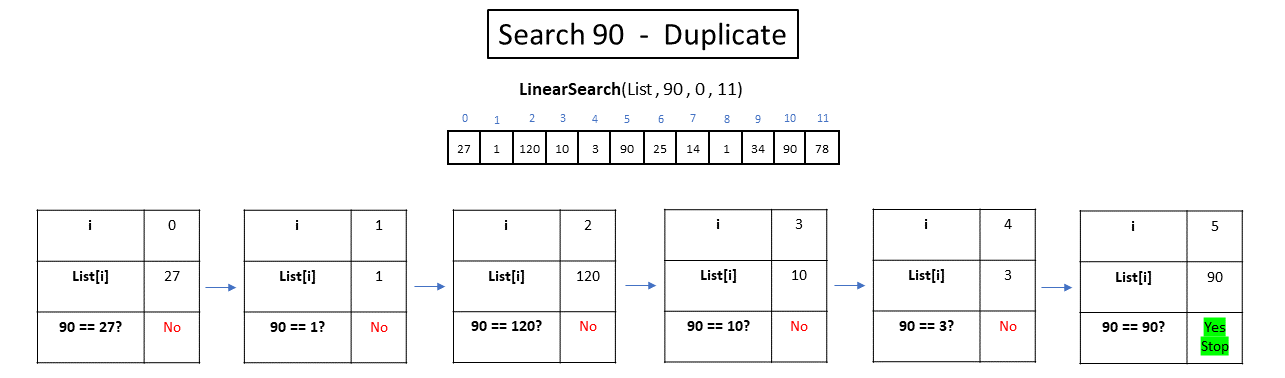 Search 90 - Duplicate
LinearSearch(List , 90 , 0 , 11)
0 1 2 3 4 5 6 7 8 9 10 11
27 1 120 10 3 90 25 14 1 34 90 78
i 0
List[i] 27
90 == 27? No
i 1
List[i] 1
90 == 1? No
i 2
List[i] 120
90 == 120? No
i 3
List[i] 10
90 == 10? No
i 4
List[i] 3
90 == 3? No
i 5
List[i] 90
90 == 90? Yes
Stop